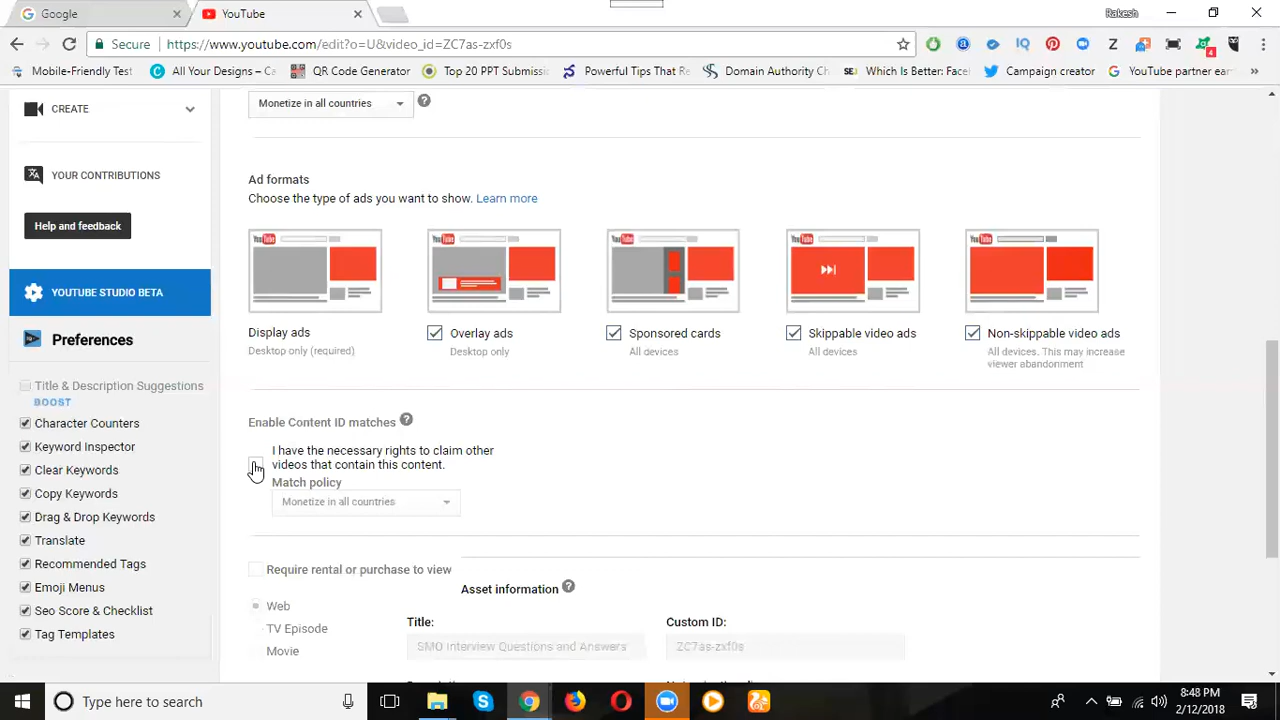 Google
YouTube
Rakesh
Secure
https://www.youtube.com/edit?o=U&video_id=ZC7as-zxf0s
Mobile-Friendly Test
All Your Designs – Ca
QR Code Generator
Top 20 PPT Submissi
Powerful Tips That Re
Domain Authority Ch
Which Is Better: Facel
Campaign creator
YouTube partner earn
CREATE
Monetize in all countries
YOUR CONTRIBUTIONS
Ad formats
Choose the type of ads you want to show. Learn more
Help and feedback
YOUTUBE STUDIO BETA
Display ads
Desktop only (required)
Overlay ads
Desktop only
Sponsored cards
All devices
Skippable video ads
All devices
Non-skippable video ads
All devices. This may increase
viewer abandonment
Preferences
Title & Description Suggestions
BOOST
Character Counters
Keyword Inspector
Clear Keywords
Copy Keywords
Drag & Drop Keywords
Translate
Recommended Tags
Emoji Menus
Seo Score & Checklist
Tag Templates
Enable Content ID matches
I have the necessary rights to claim other
videos that contain this content.
Match policy
Monetize in all countries
Require rental or purchase to view
Web
TV Episode
Movie
Asset information
Title:
Custom ID:
SMO Interview Questions and Answers
ZC7as-zxf0s
Type here to search
8:48 PM
2/12/2018